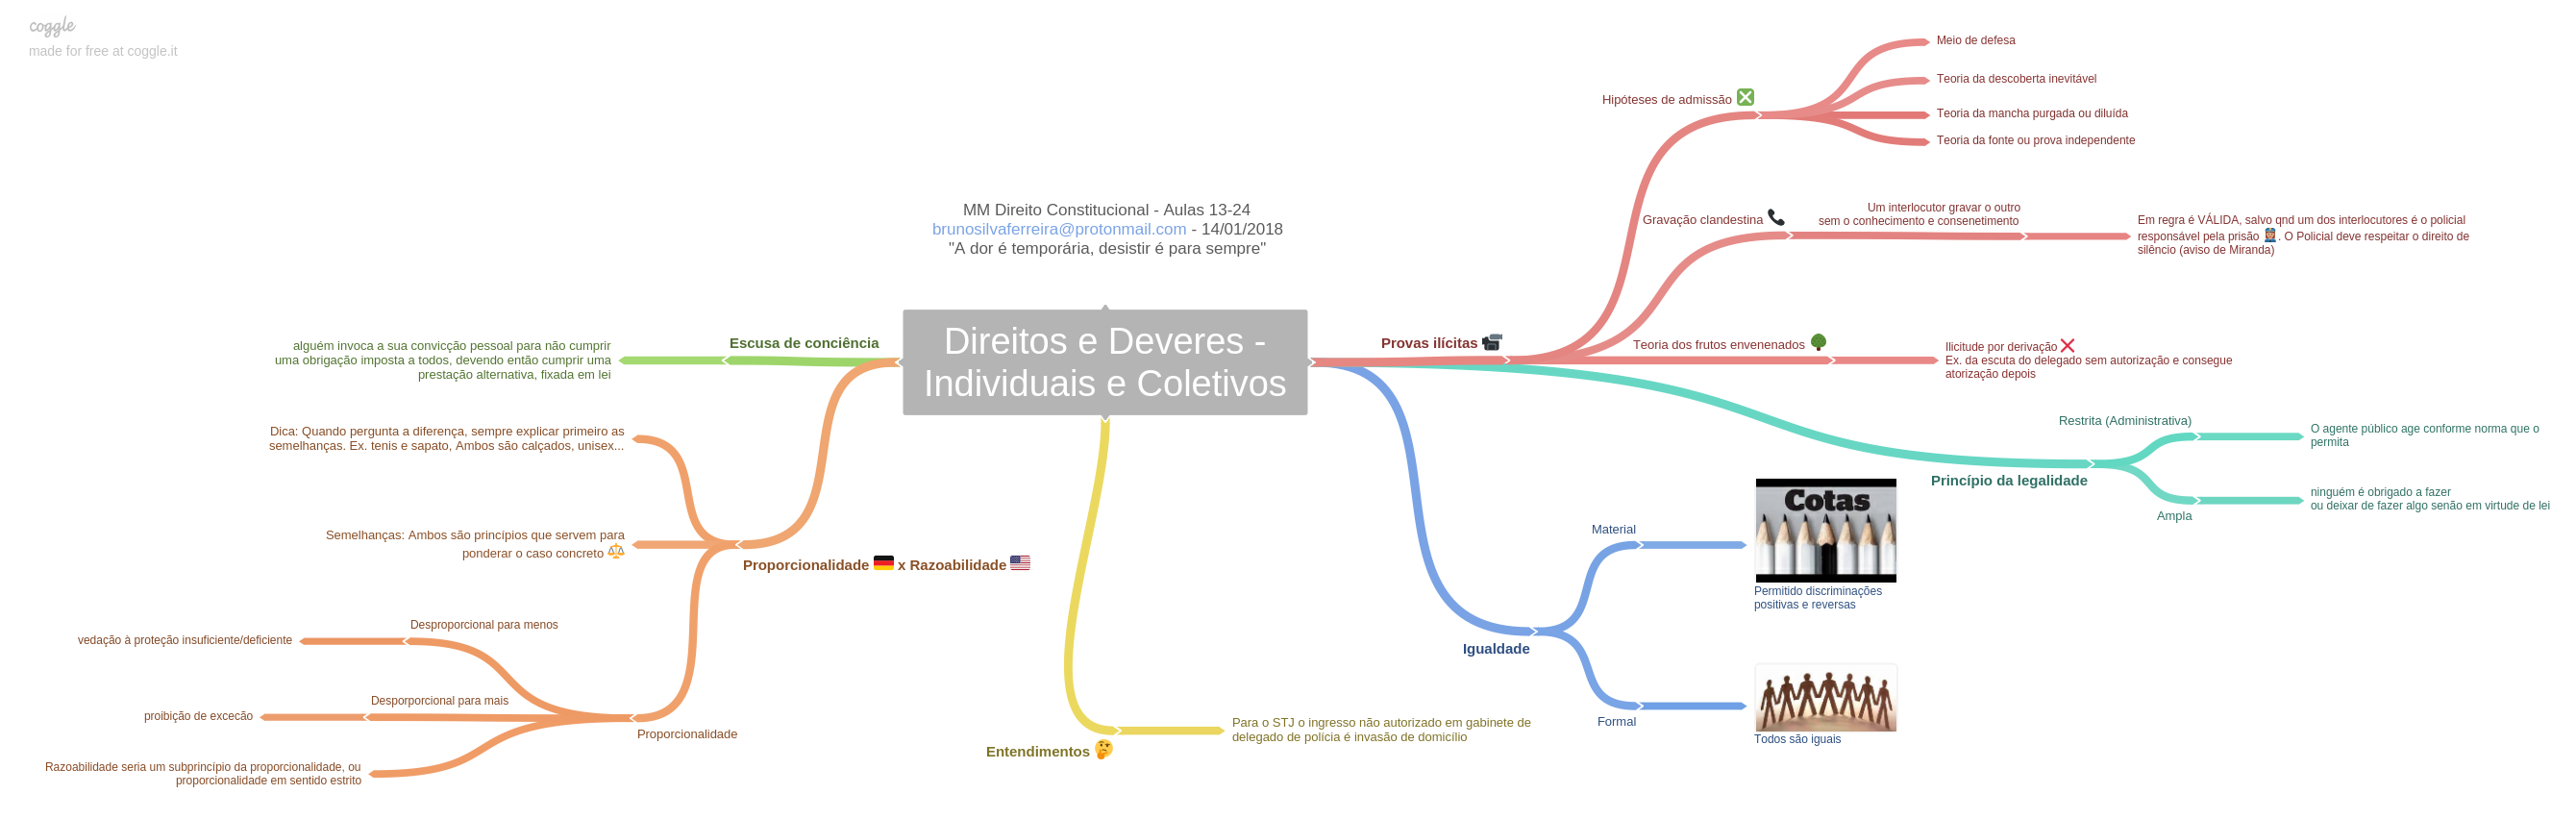 coggle
made for free at coggle.it
MM Direito Constitucional - Aulas 13-24
brunosilvaferreira@protonmail.com - 14/01/2018
"A dor é temporária, desistir é para sempre"
Direitos e Deveres -
Individuais e Coletivos
Provas ilícitas
Hipóteses de admissão
Meio de defesa
Teoria da descoberta inevitável
Teoria da mancha purgada ou diluída
Teoria da fonte ou prova independente
Gravação clandestina
Um interlocutor gravar o outro
sem o conhecimento e consenetimento
Em regra é VÁLIDA, salvo qnd um dos interlocutores é o policial
responsável pela prisão . O Policial deve respeitar o direito de
silêncio (aviso de Miranda)
Teoria dos frutos envenenados
Ilicitude por derivação
Ex. da escuta do delegado sem autorização e consegue
atorização depois
Princípio da legalidade
Restrita (Administrativa)
O agente público age conforme norma que o
permita
Ampla
ninguém é obrigado a fazer
ou deixar de fazer algo senão em virtude de lei
Igualdade
Material
Cotas
Permitido discriminações
positivas e reversas
Formal
Todos são iguais
Entendimentos
Para o STJ o ingresso não autorizado em gabinete de
delegado de polícia é invasão de domicílio
Escusa de conciência
alguém invoca a sua convicção pessoal para não cumprir
uma obrigação imposta a todos, devendo então cumprir uma
prestação alternativa, fixada em lei
Proporcionalidade x Razoabilidade
Dica: Quando pergunta a diferença, sempre explicar primeiro as
semelhanças. Ex. tenis e sapato, Ambos são calçados, unisex...
Semelhanças: Ambos são princípios que servem para
ponderar o caso concreto
Proporcionalidade
Desproporcional para menos
vedação à proteção insuficiente/deficiente
Desporporcional para mais
proibição de excecão
Razoabilidade seria um subprincípio da proporcionalidade, ou
proporcionalidade em sentido estrito